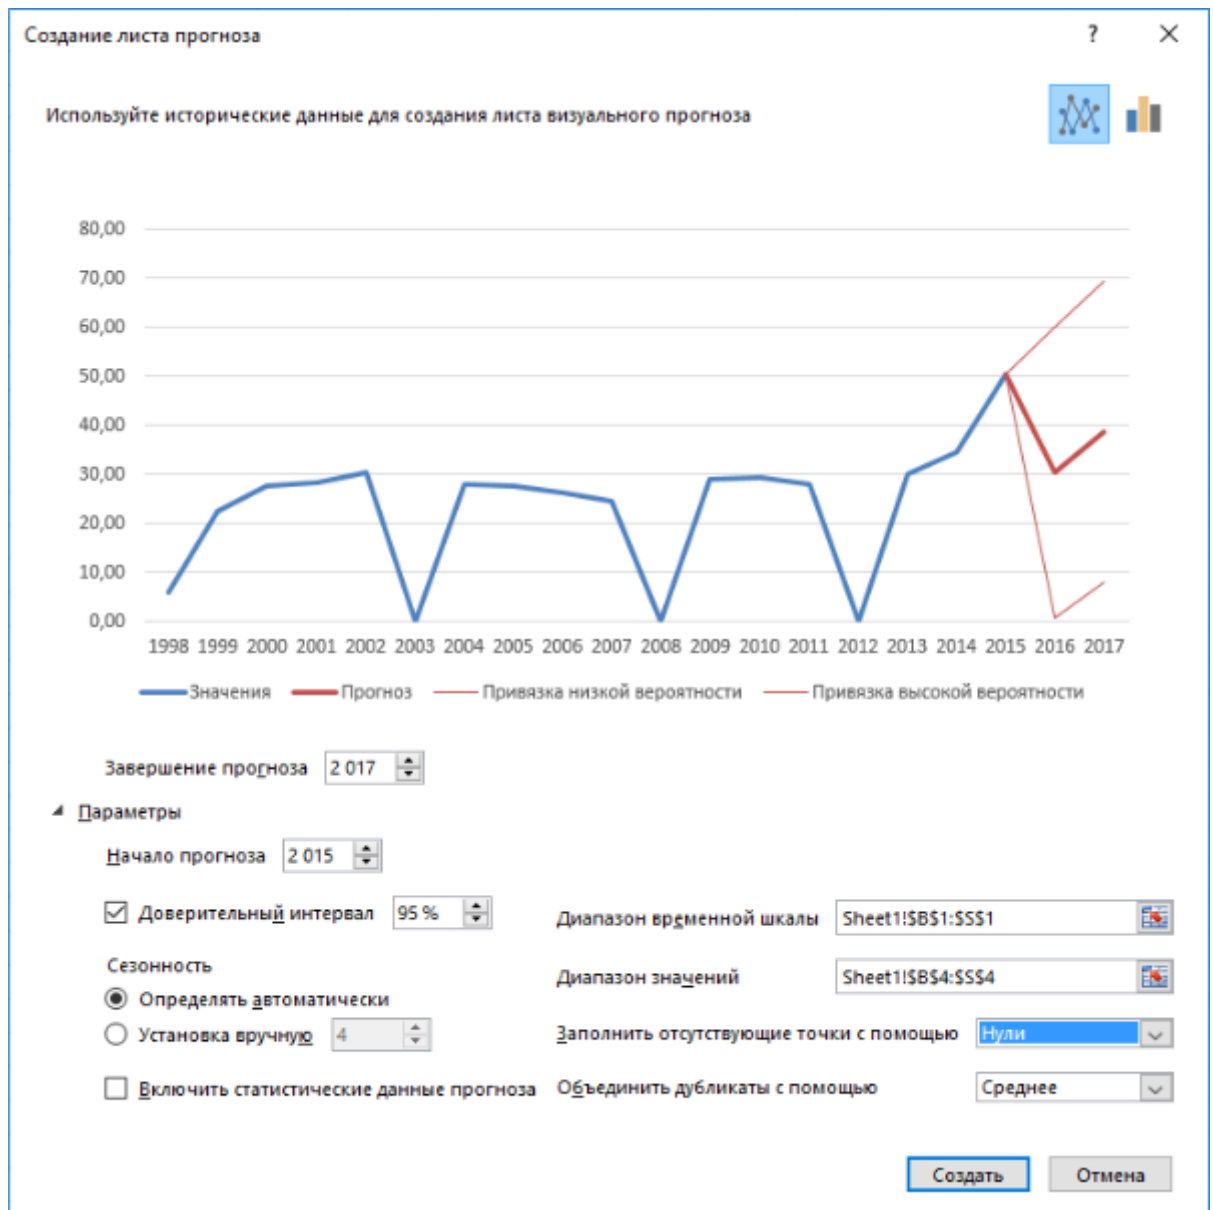 Создание листа прогноза ?
Используйте исторические данные для создания листа визуального прогноза
80,00
70,00
60,00
50,00
40,00
30,00
20,00
10,00
0,00
1998 1999 2000 2001 2002 2003 2004 2005 2006 2007 2008 2009 2010 2011 2012 2013 2014 2015 2016 2017
Значения Прогноз Привязка низкой вероятности Привязка высокой вероятности
Завершение прогноза 2 017
Параметры
Начало прогноза 2 015
Доверительный интервал 95 %
Диапазон временной шкалы Sheet1!$B$1:$S$1
Сезонность
Диапазон значений Sheet1!$B$4:$S$4
Определять автоматически
Установка вручную 4
Заполнить отсутствующие точки с помощью Нули
Включить статистические данные прогноза
Объединить дубликаты с помощью Среднее
Создать Отмена